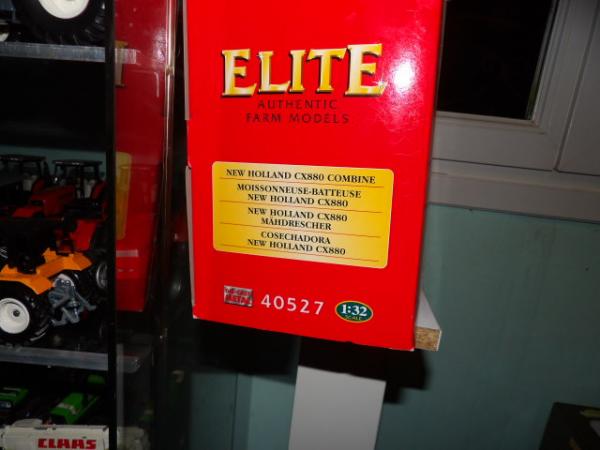 ELITE
AUTHENTIC
FARM MODELS
NEW HOLLAND CX880 COMBINE
MOISSONNEUSE-BATTEUSE
NEW HOLLAND CX880
NEW HOLLAND CX880
MÄHDRESCHER
COSECHADORA
NEW HOLLAND CX880
40527
1:32
SCALE
CLAAS